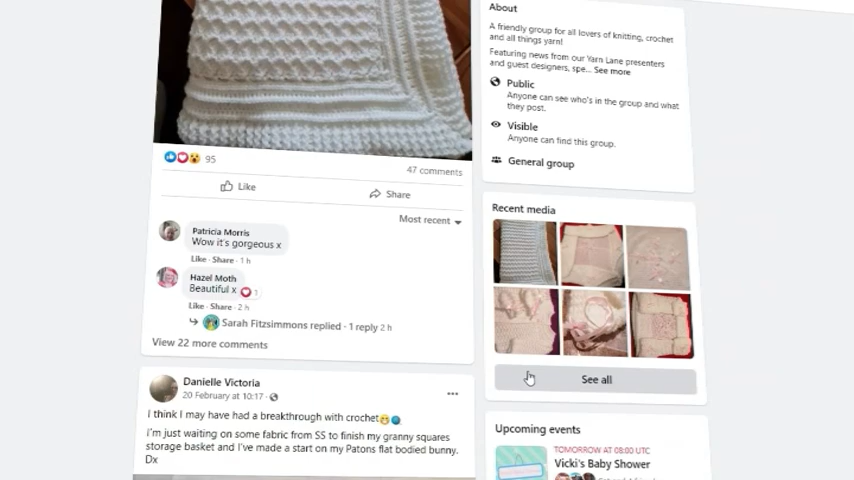 95
47 comments
Like
Share
Most recent
Patricia Morris
Wow it's gorgeous x
Like · Share · 1 h
Hazel Moth
Beautiful x
1
Like · Share · 2 h
Sarah Fitzsimmons replied · 1 reply 2 h
View 22 more comments
Danielle Victoria
20 February at 10:17 ·
I think I may have had a breakthrough with crochet
I'm just waiting on some fabric from SS to finish my granny squares
storage basket and I've made a start on my Patons flat bodied bunny.
Dx
About
A friendly group for all lovers of knitting, crochet
and all things yarn!
Featuring news from our Yarn Lane presenters
and guest designers, spe... See more
Public
Anyone can see who's in the group and what
they post.
Visible
Anyone can find this group.
General group
Recent media
See all
Upcoming events
TOMORROW AT 08:00 UTC
Vicki's Baby Shower